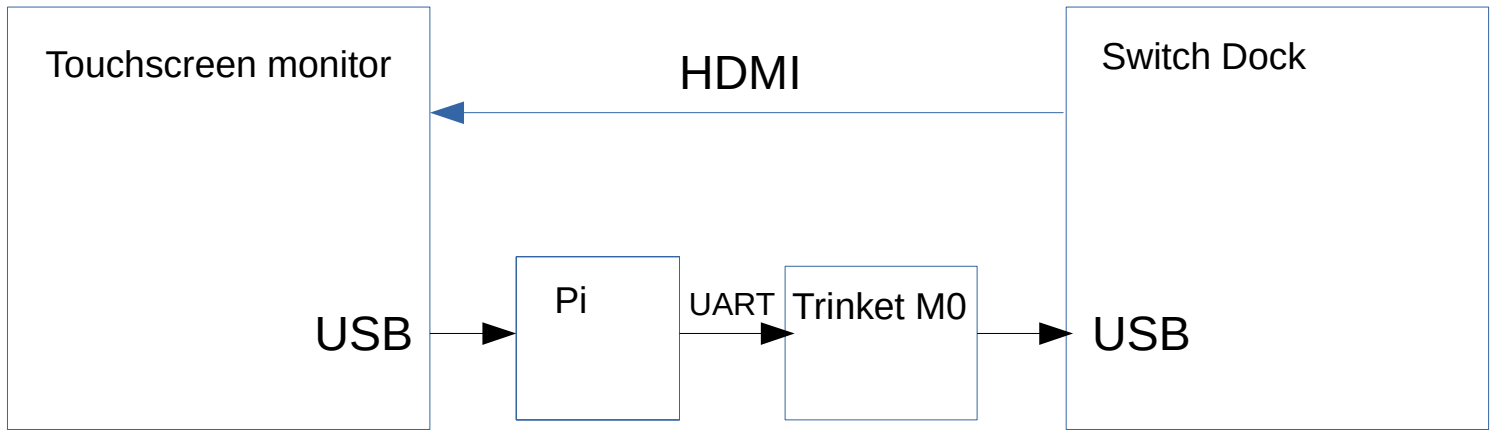 Touchscreen monitor
HDMI
Switch Dock
USB
Pi
UART
Trinket M0
USB